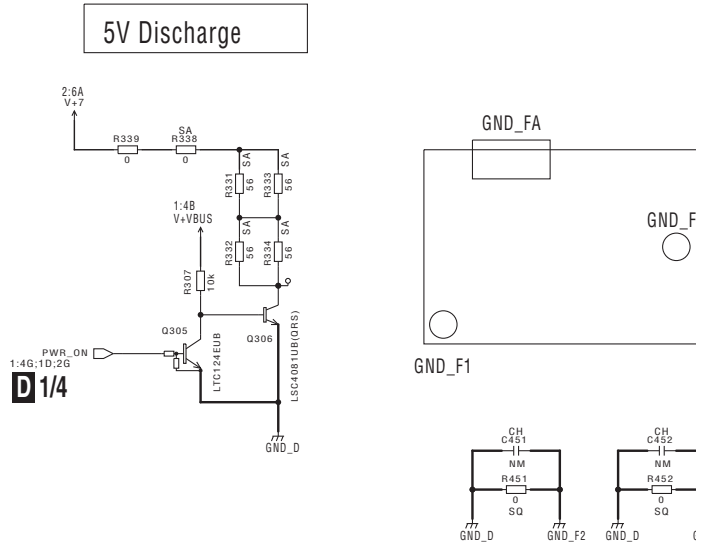 5V Discharge
2:6A
V+7
R339
0
SA
R338
0
R331
56
SA
R333
56
SA
R332
56
SA
R334
56
SA
1:4B
V+VBUS
R307
10k
Q305
LTC124EUB
Q306
LSC4081UB(QRS)
PWR_ON
1:4G;1D;2G
D 1/4
GND_D
GND_FA
GND_F
GND_F1
CH
C451
NM
R451
0
SQ
GND_D
GND_F2
CH
C452
NM
R452
0
SQ
GND_D